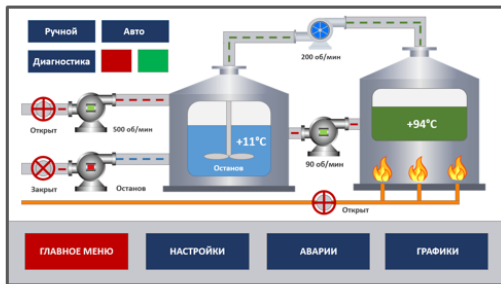 Ручной
Авто
Диагностика
200 об/мин
Открыт
500 об/мин
+11°C
Останов
+94°C
90 об/мин
Закрыт
Останов
Открыт
ГЛАВНОЕ МЕНЮ
НАСТРОЙКИ
АВАРИИ
ГРАФИКИ